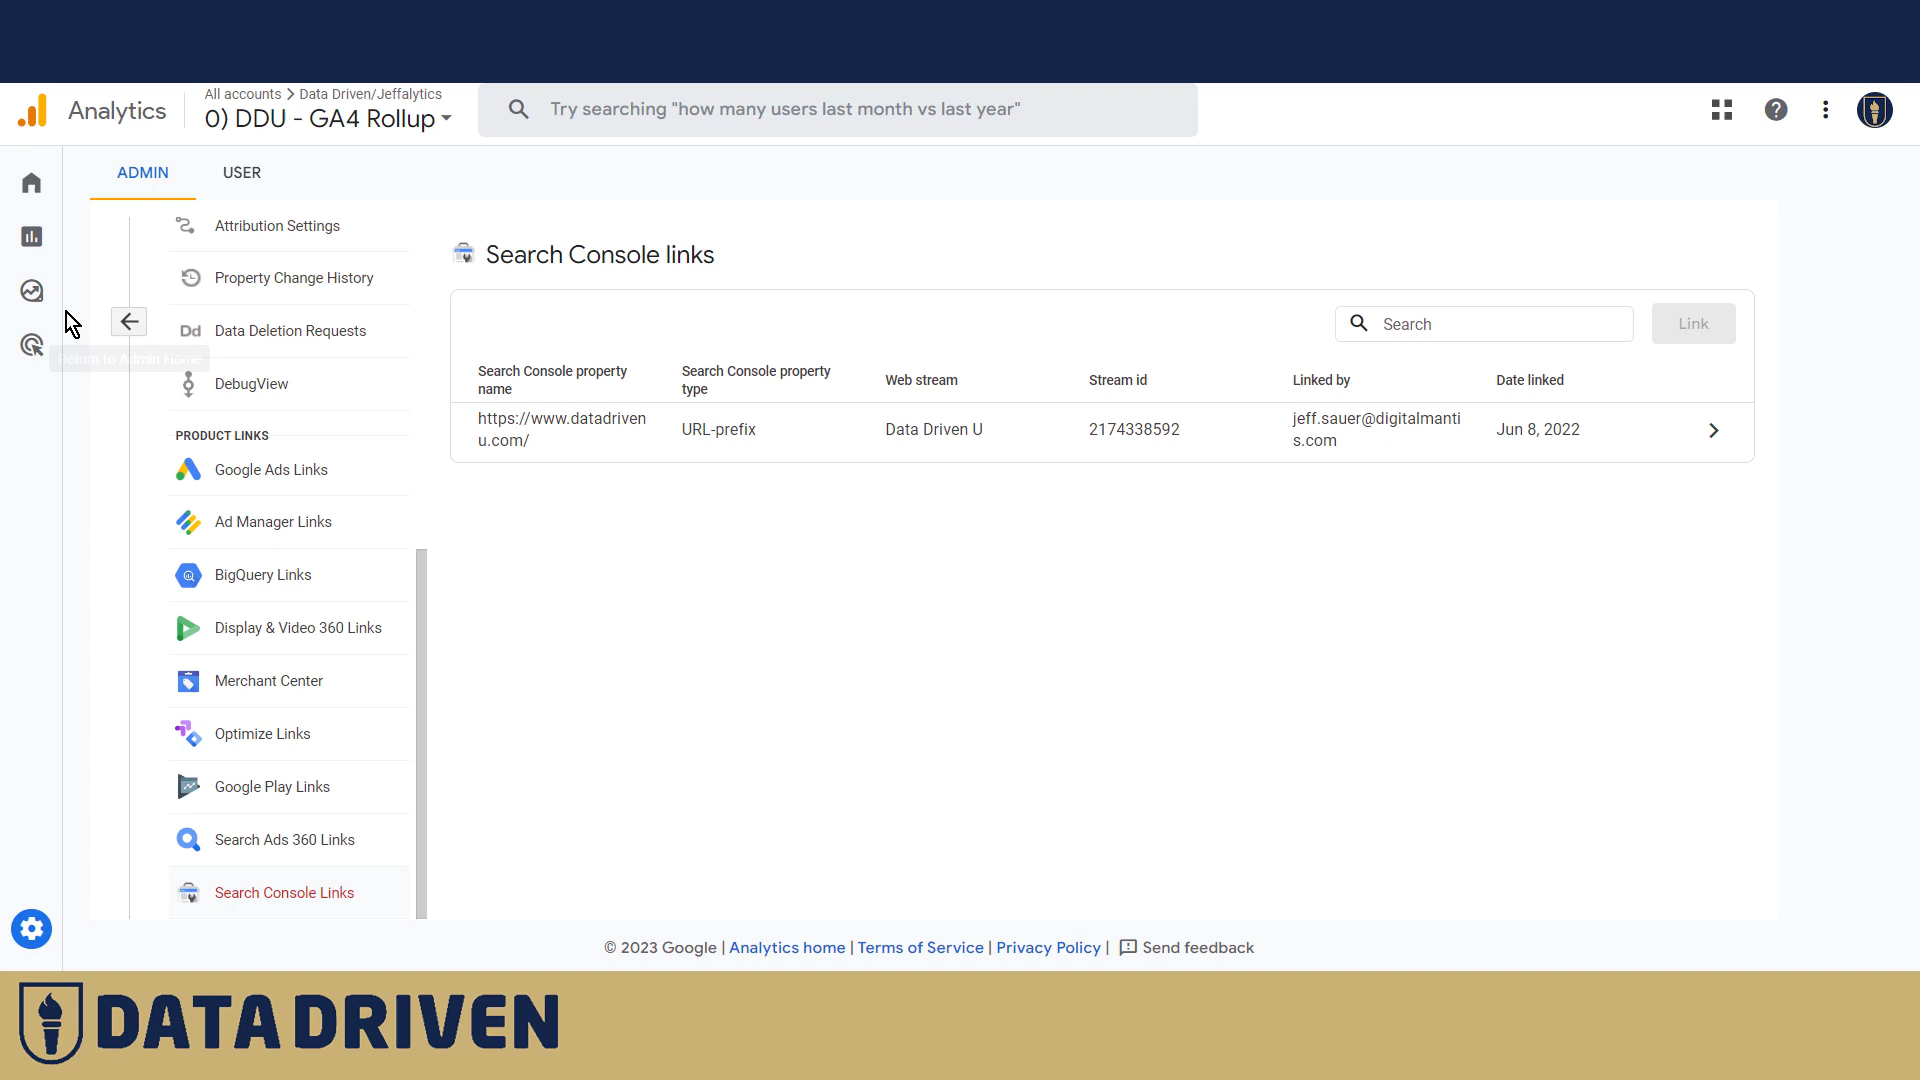 Analytics
All accounts > Data Driven/Jeffalytics
0) DDU - GA4 Rollup
Try searching "how many users last month vs last year"
ADMIN
USER
Attribution Settings
Property Change History
Dd Data Deletion Requests
Return to Admin Home
DebugView
PRODUCT LINKS
Google Ads Links
Ad Manager Links
BigQuery Links
Display & Video 360 Links
Merchant Center
Optimize Links
Google Play Links
Search Ads 360 Links
Search Console Links
Search Console links
Search
Link
Search Console property
name
Search Console property
type
Web stream
Stream id
Linked by
Date linked
https://www.datadriven
u.com/
URL-prefix
Data Driven U
2174338592
jeff.sauer@digitalmanti
s.com
Jun 8, 2022
© 2023 Google | Analytics home | Terms of Service | Privacy Policy | Send feedback
DATA DRIVEN